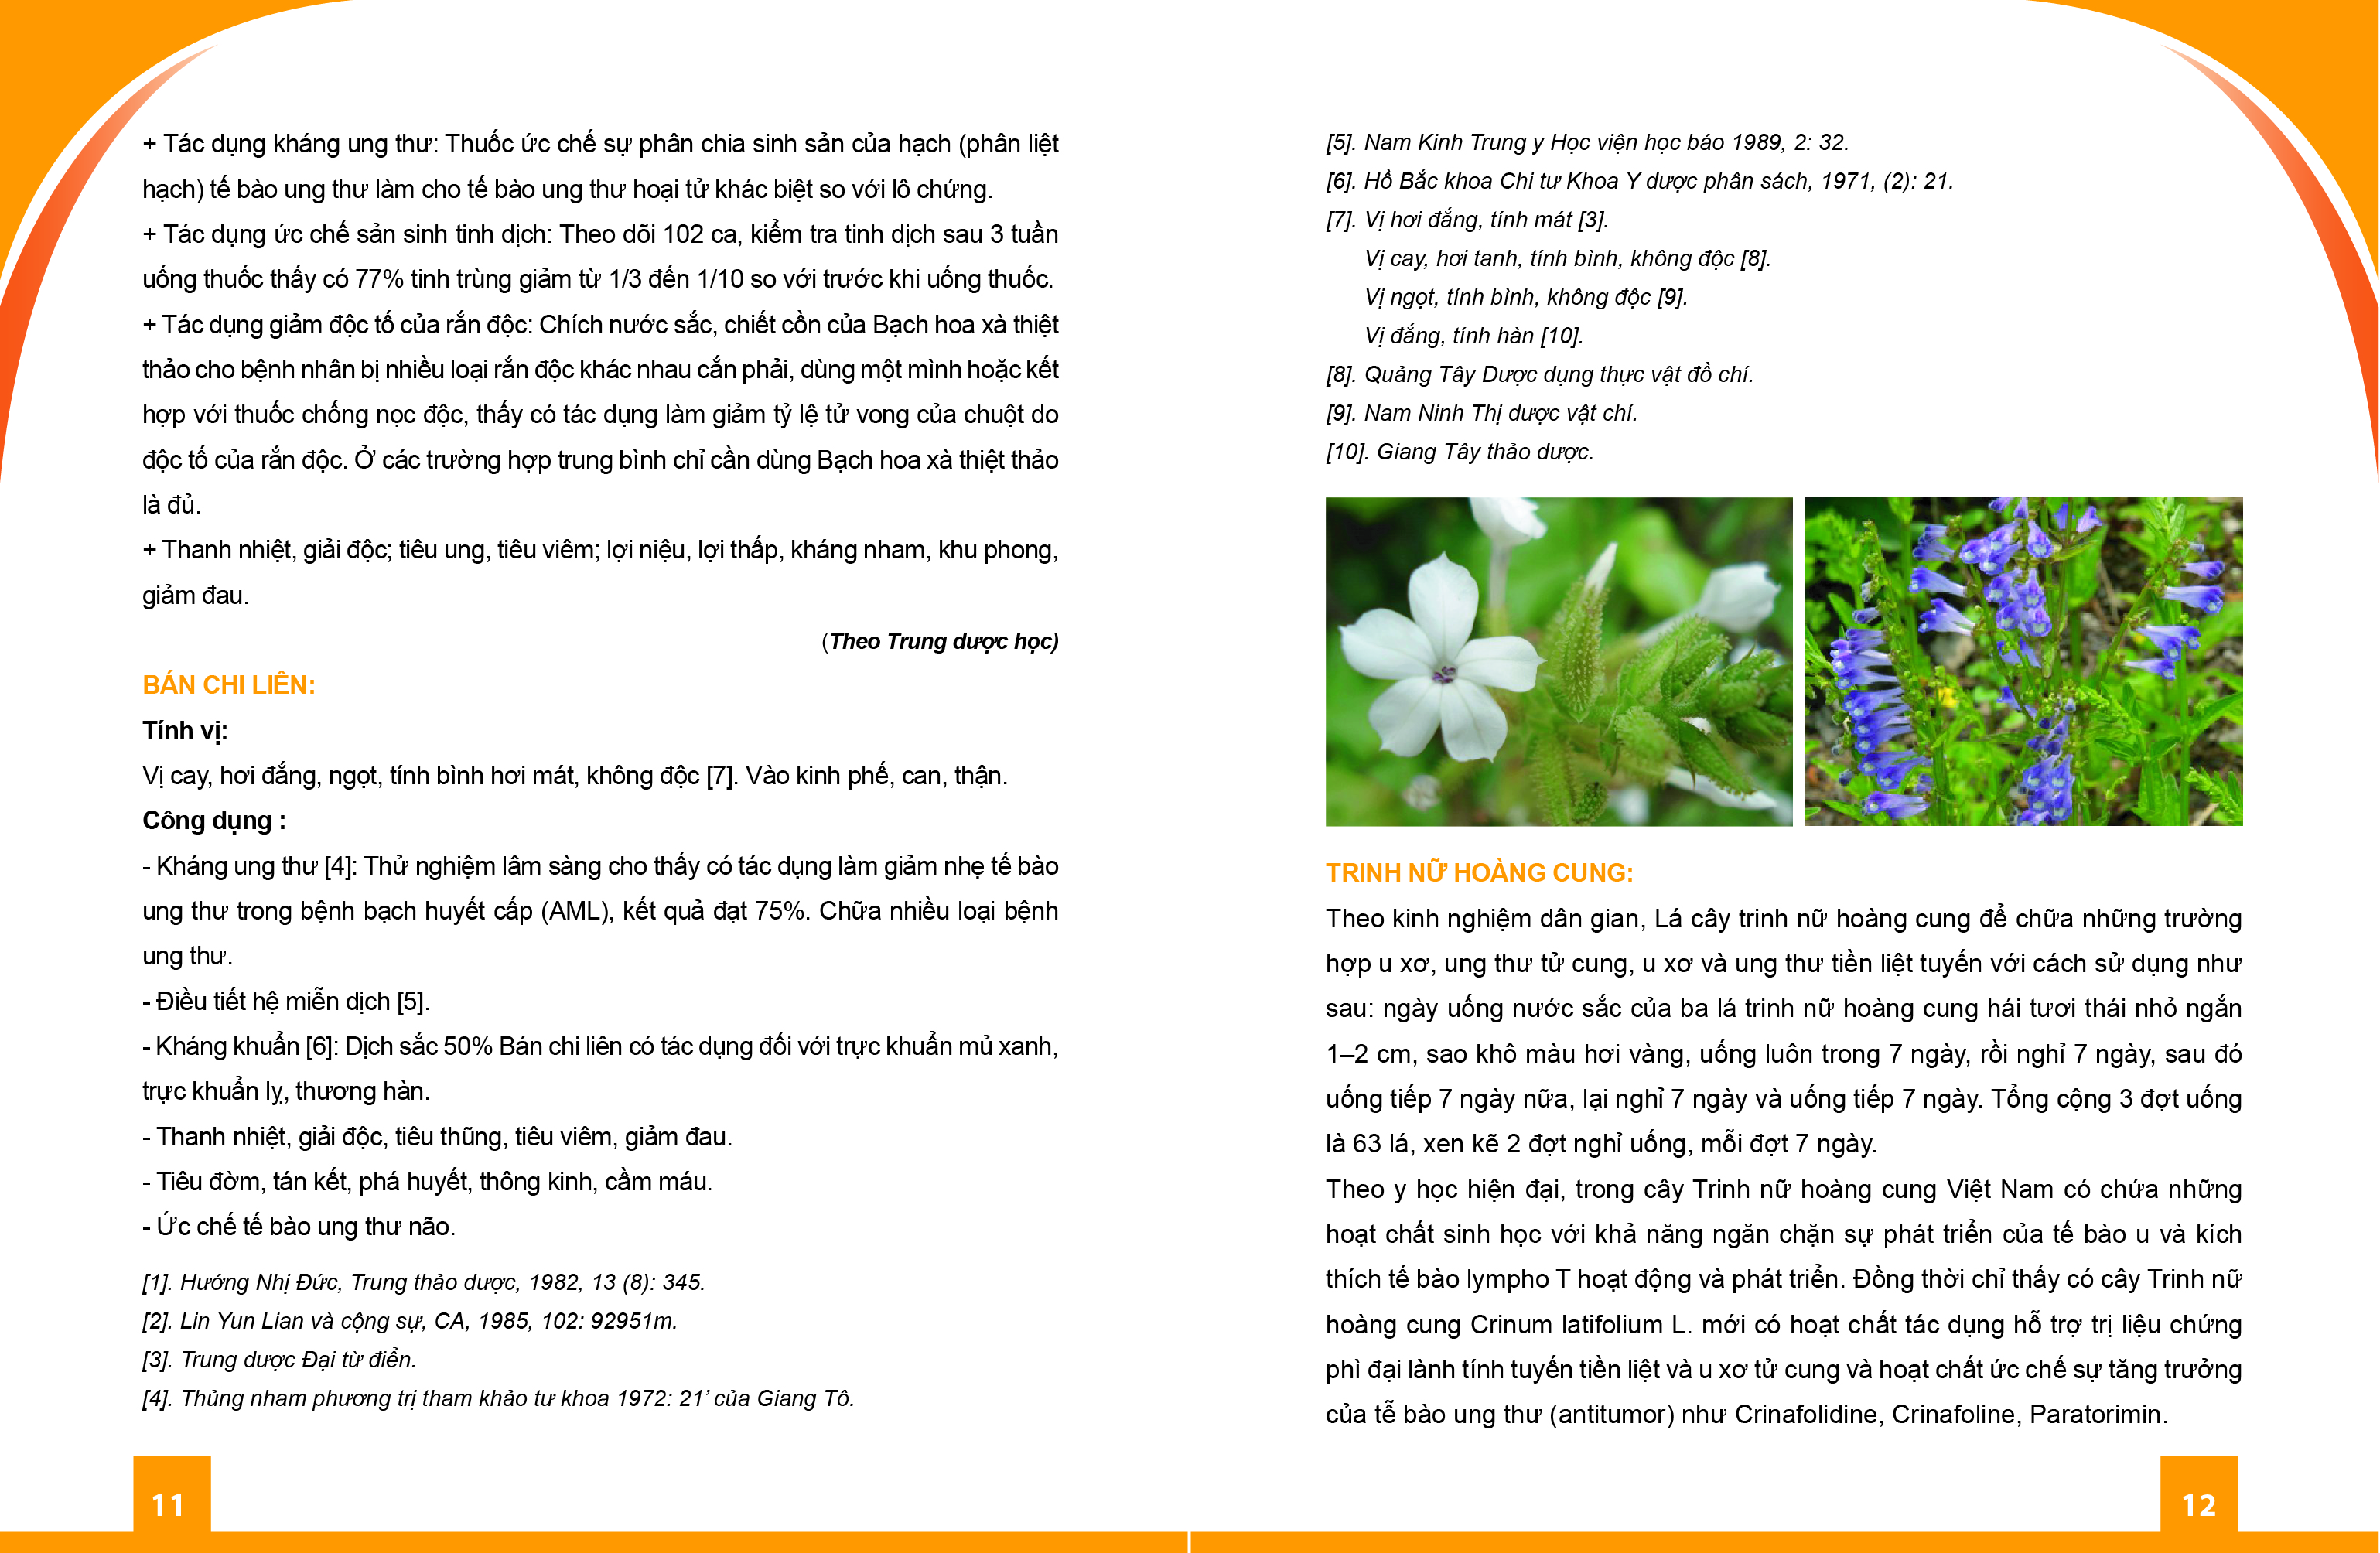 + Tác dụng kháng ung thư: Thuốc ức chế sự phân chia sinh sản của hạch (phân liệt
hạch) tế bào ung thư làm cho tế bào ung thư hoại tử khác biệt so với lô chứng.
+ Tác dụng ức chế sản sinh tinh dịch: Theo dõi 102 ca, kiểm tra tinh dịch sau 3 tuần
uống thuốc thấy có 77% tinh trùng giảm từ 1/3 đến 1/10 so với trước khi uống thuốc.
+ Tác dụng giảm độc tố của rắn độc: Chích nước sắc, chiết cồn của Bạch hoa xà thiệt
thảo cho bệnh nhân bị nhiều loại rắn độc khác nhau cắn phải, dùng một mình hoặc kết
hợp với thuốc chống nọc độc, thấy có tác dụng làm giảm tỷ lệ tử vong của chuột do
độc tố của rắn độc. Ở các trường hợp trung bình chỉ cần dùng Bạch hoa xà thiệt thảo
là đủ.
+ Thanh nhiệt, giải độc; tiêu ung, tiêu viêm; lợi niệu, lợi thấp, kháng nham, khu phong,
giảm đau.
(Theo Trung dược học)
BÁN CHI LIÊN:
Tính vị:
Vị cay, hơi đắng, ngọt, tính bình hơi mát, không độc [7]. Vào kinh phế, can, thận.
Công dụng :
- Kháng ung thư [4]: Thử nghiệm lâm sàng cho thấy có tác dụng làm giảm nhẹ tế bào
ung thư trong bệnh bạch huyết cấp (AML), kết quả đạt 75%. Chữa nhiều loại bệnh
ung thư.
- Điều tiết hệ miễn dịch [5].
- Kháng khuẩn [6]: Dịch sắc 50% Bán chi liên có tác dụng đối với trực khuẩn mủ xanh,
trực khuẩn lỵ, thương hàn.
- Thanh nhiệt, giải độc, tiêu thũng, tiêu viêm, giảm đau.
- Tiêu đờm, tán kết, phá huyết, thông kinh, cầm máu.
- Ức chế tế bào ung thư não.
[1]. Hướng Nhị Đức, Trung thảo dược, 1982, 13 (8): 345.
[2]. Lin Yun Lian và cộng sự, CA, 1985, 102: 92951m.
[3]. Trung dược Đại từ điển.
[4]. Thủng nham phương trị tham khảo tư khoa 1972: 21’ của Giang Tô.
11
[5]. Nam Kinh Trung y Học viện học báo 1989, 2: 32.
[6]. Hồ Bắc khoa Chi tư Khoa Y dược phân sách, 1971, (2): 21.
[7]. Vị hơi đắng, tính mát [3].
Vị cay, hơi tanh, tính bình, không độc [8].
Vị ngọt, tính bình, không độc [9].
Vị đắng, tính hàn [10].
[8]. Quảng Tây Dược dụng thực vật đồ chí.
[9]. Nam Ninh Thị dược vật chí.
[10]. Giang Tây thảo dược.
TRINH NỮ HOÀNG CUNG:
Theo kinh nghiệm dân gian, Lá cây trinh nữ hoàng cung để chữa những trường
hợp u xơ, ung thư tử cung, u xơ và ung thư tiền liệt tuyến với cách sử dụng như
sau: ngày uống nước sắc của ba lá trinh nữ hoàng cung hái tươi thái nhỏ ngắn
1–2 cm, sao khô màu hơi vàng, uống luôn trong 7 ngày, rồi nghỉ 7 ngày, sau đó
uống tiếp 7 ngày nữa, lại nghỉ 7 ngày và uống tiếp 7 ngày. Tổng cộng 3 đợt uống
là 63 lá, xen kẽ 2 đợt nghỉ uống, mỗi đợt 7 ngày.
Theo y học hiện đại, trong cây Trinh nữ hoàng cung Việt Nam có chứa những
hoạt chất sinh học với khả năng ngăn chặn sự phát triển của tế bào u và kích
thích tế bào lympho T hoạt động và phát triển. Đồng thời chỉ thấy có cây Trinh nữ
hoàng cung Crinum latifolium L. mới có hoạt chất tác dụng hỗ trợ trị liệu chứng
phì đại lành tính tuyến tiền liệt và u xơ tử cung và hoạt chất ức chế sự tăng trưởng
của tễ bào ung thư (antitumor) như Crinafolidine, Crinafoline, Paratorimin.
12